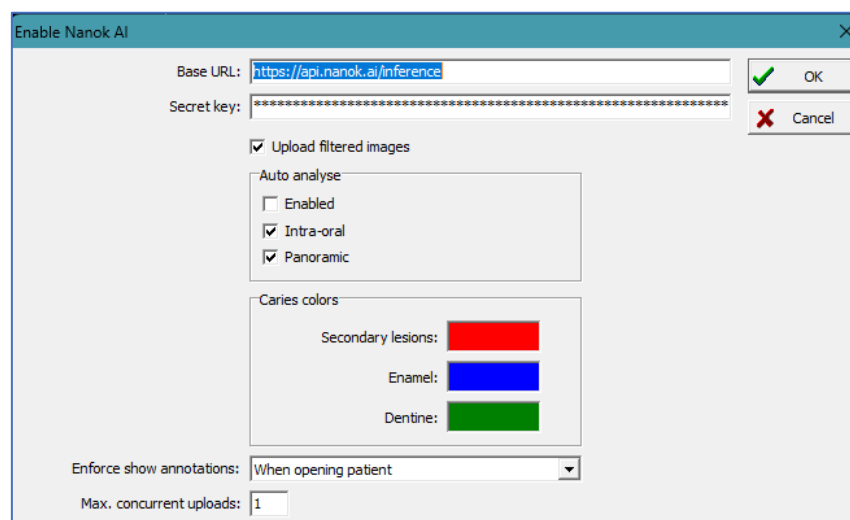 Enable Nanok AI
Base URL: https://api.nanok.ai/inference
OK
Secret key: *************************************************************
Cancel
Upload filtered images
Auto analyse
Enabled
Intra-oral
Panoramic
Caries colors
Secondary lesions:
Enamel:
Dentine:
Enforce show annotations: When opening patient
Max. concurrent uploads: 1